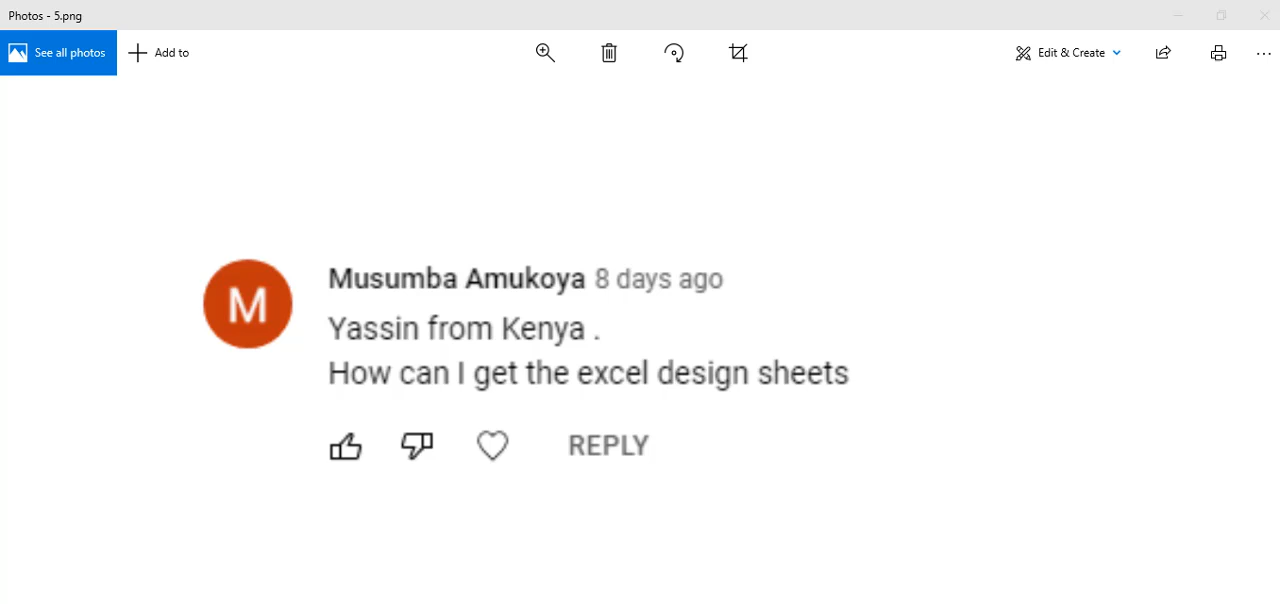 Photos - 5.png
See all photos
Add to
Edit & Create
M
Musumba Amukoya 8 days ago
Yassin from Kenya .
How can I get the excel design sheets
REPLY